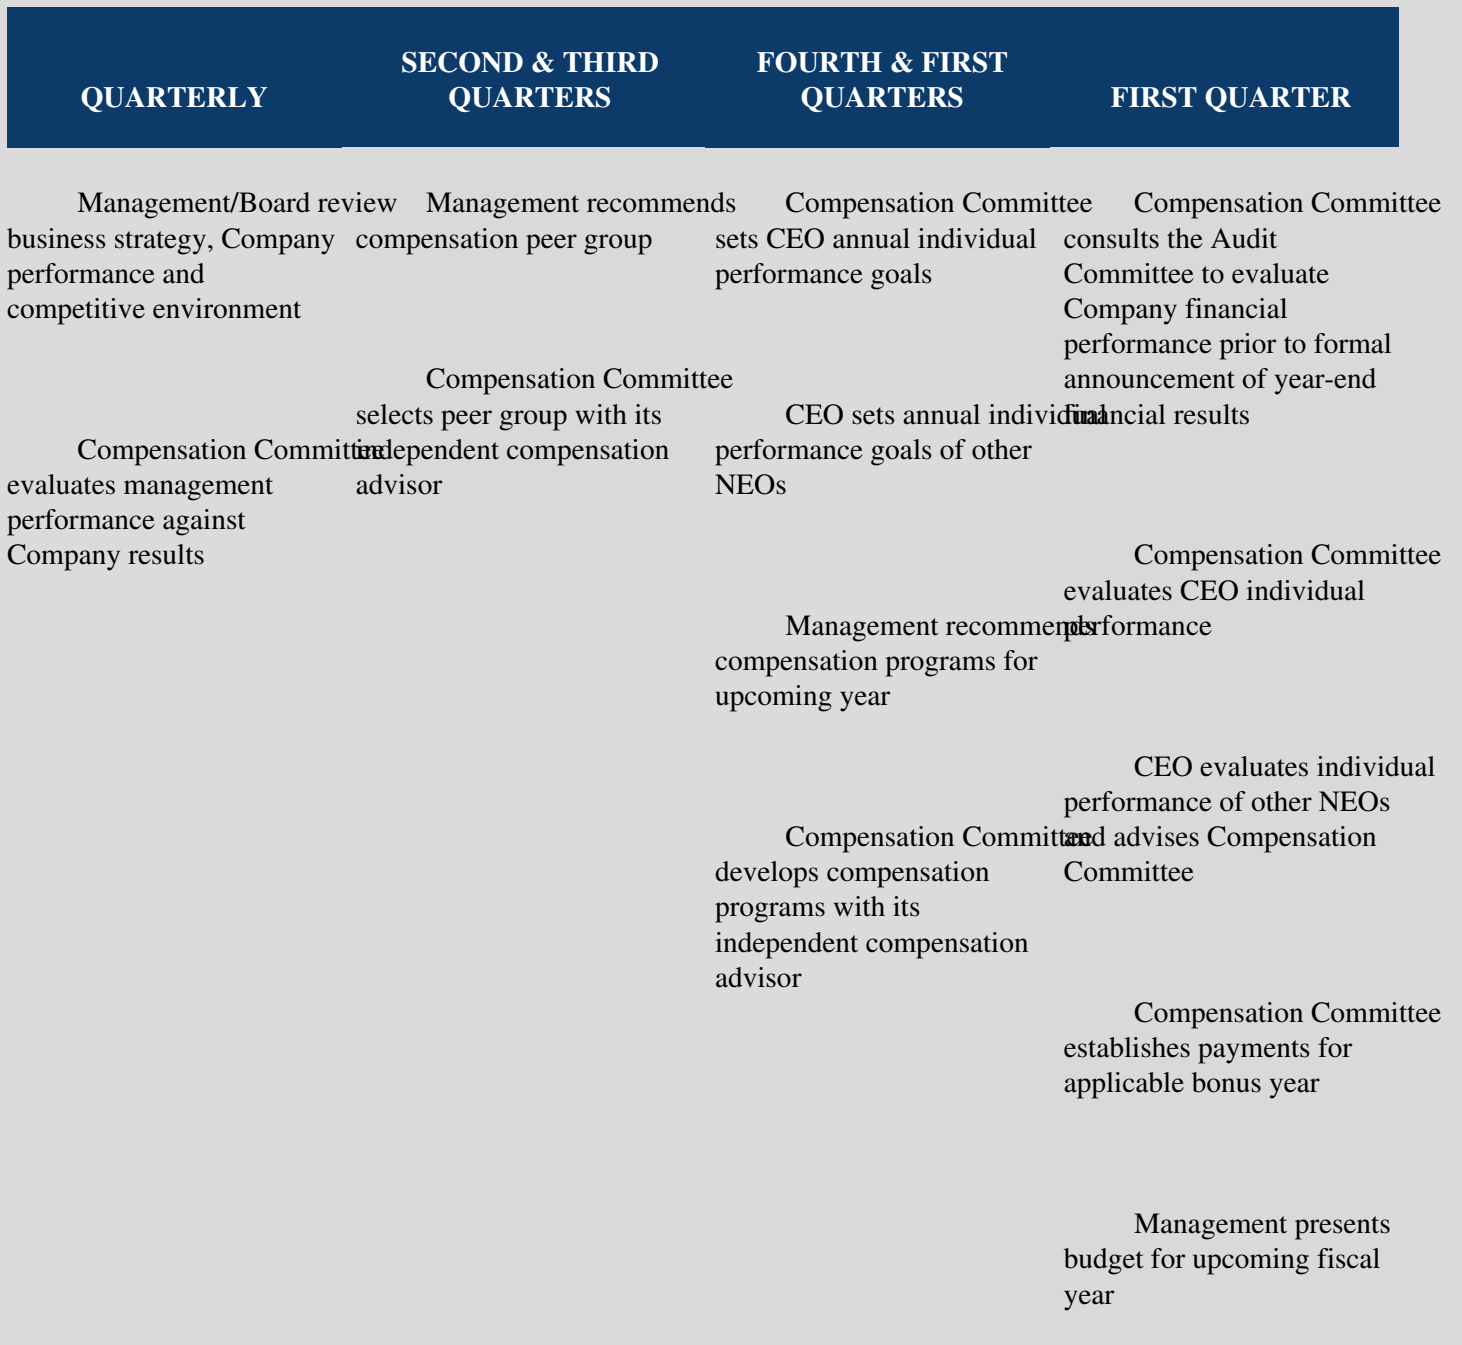 QUARTERLY
SECOND & THIRD
QUARTERS
FOURTH & FIRST
QUARTERS
FIRST QUARTER
Management/Board review
business strategy, Company
performance and
competitive environment
Compensation Committee
evaluates management
performance against
Company results
Management recommends
compensation peer group
Compensation Committee
selects peer group with its
independent compensation
advisor
Compensation Committee
sets CEO annual individual
performance goals
CEO sets annual individual
performance goals of other
NEOs
Management recommends
compensation programs for
upcoming year
Compensation Committee
develops compensation
programs with its
independent compensation
advisor
Compensation Committee
consults the Audit
Committee to evaluate
Company financial
performance prior to formal
announcement of year-end
financial results
Compensation Committee
evaluates CEO individual
performance
CEO evaluates individual
performance of other NEOs
and advises Compensation
Committee
Compensation Committee
establishes payments for
applicable bonus year
Management presents
budget for upcoming fiscal
year